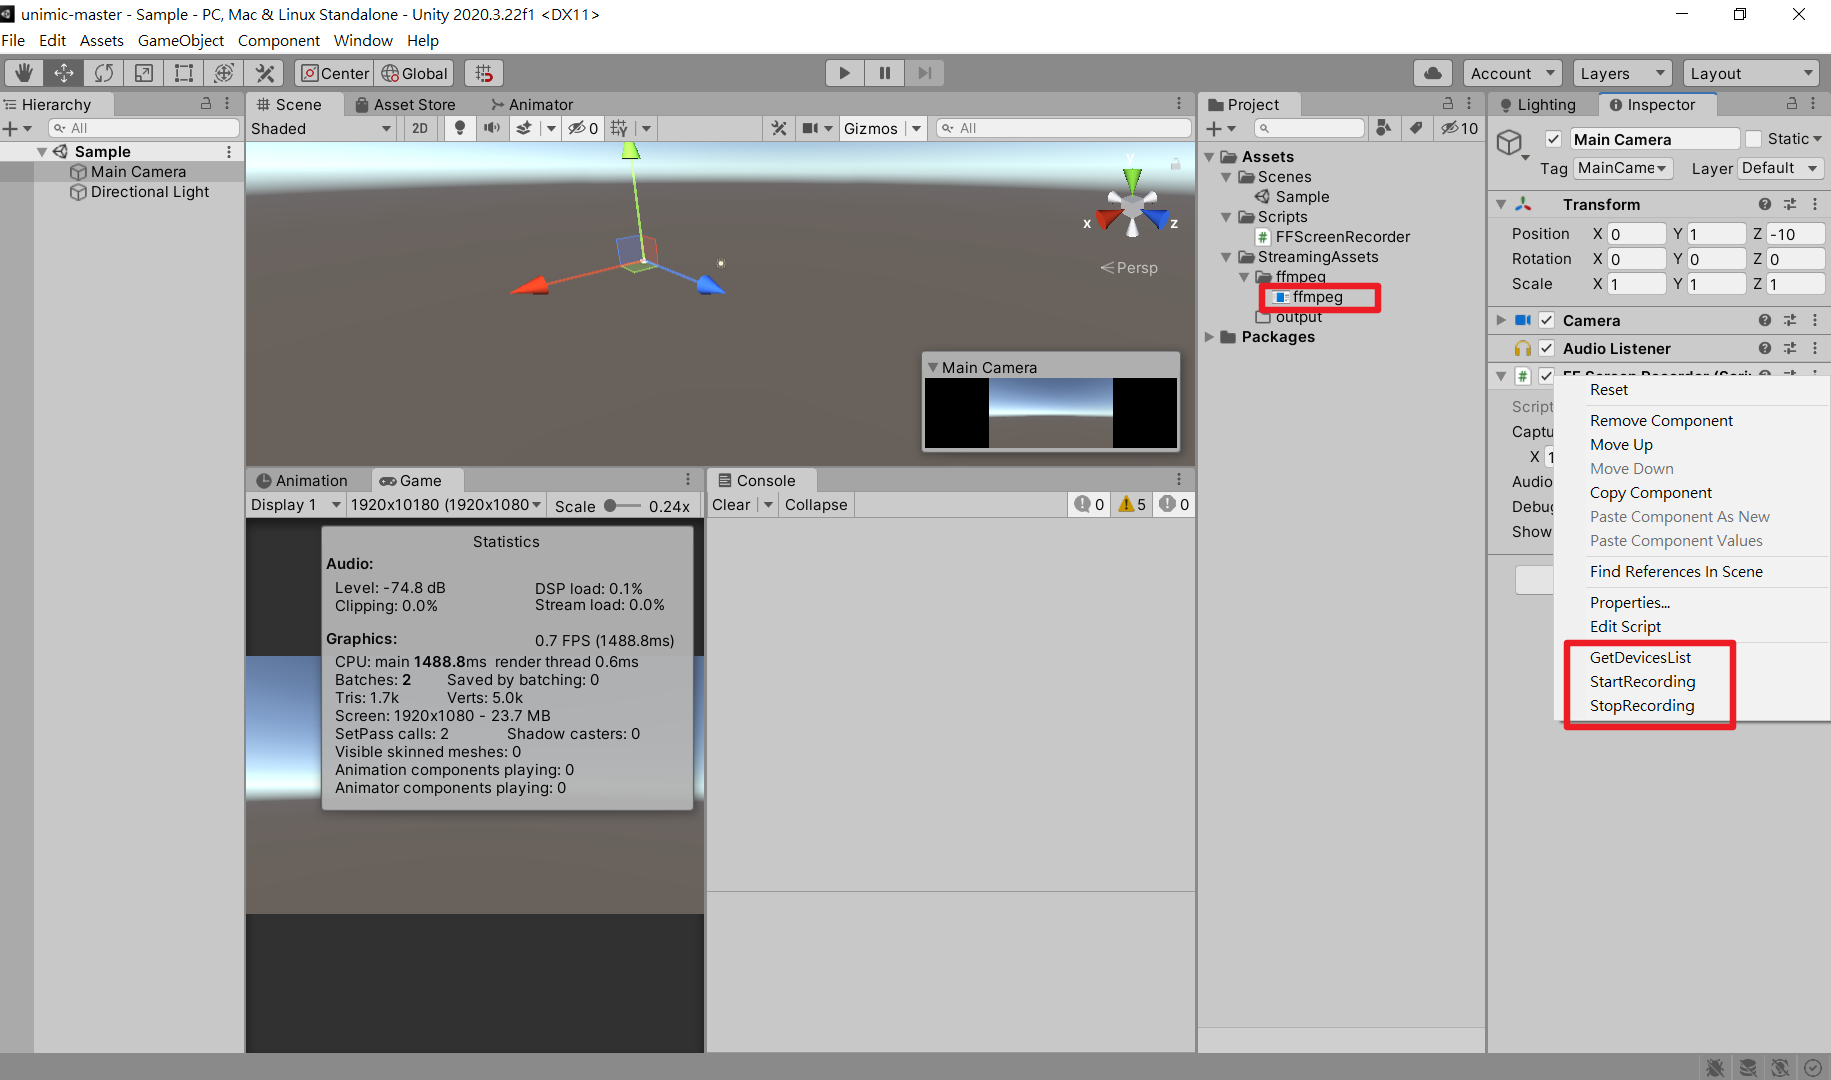 unimic-master - Sample - PC, Mac & Linux Standalone - Unity 2020.3.22f1 <DX11>
File Edit Assets GameObject Component Window Help
Center Global Account Layers Layout
Hierarchy
All
Sample
Main Camera
Directional Light
Scene Asset Store Animator
Shaded 2D 0 Gizmos All
y
x z
Persp
Main Camera
Animation Game
Display 1 1920x10180 (1920x1080 Scale 0.24x
Statistics
Audio:
Level: -74.8 dB DSP load: 0.1%
Clipping: 0.0% Stream load: 0.0%
Graphics: 0.7 FPS (1488.8ms)
CPU: main 1488.8ms render thread 0.6ms
Batches: 2 Saved by batching: 0
Tris: 1.7k Verts: 5.0k
Screen: 1920x1080 - 23.7 MB
SetPass calls: 2 Shadow casters: 0
Visible skinned meshes: 0
Animation components playing: 0
Animator components playing: 0
Console
Clear Collapse 0 5 0
Project
10
Assets
Scenes
Sample
Scripts
FFScreenRecorder
StreamingAssets
ffmpeg
ffmpeg
output
Packages
Lighting Inspector
Main Camera Static
Tag MainCame Layer Default
Transform
Position X 0 Y 1 Z -10
Rotation X 0 Y 0 Z 0
Scale X 1 Y 1 Z 1
Camera
Audio Listener
FF Screen Recorder (Scri
Script
Captu
X 1
Audio
Debug
Show
Reset
Remove Component
Move Up
Move Down
Copy Component
Paste Component As New
Paste Component Values
Find References In Scene
Properties...
Edit Script
GetDevicesList
StartRecording
StopRecording